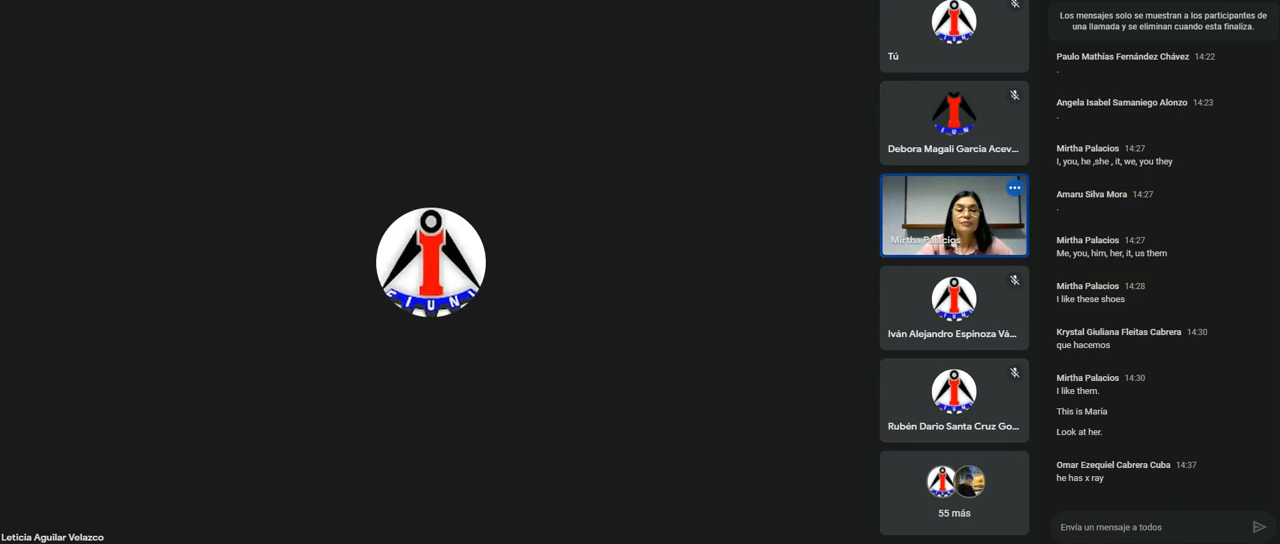 Tú
Debora Magali Garcia Acev...
Mirtha Palacios
Iván Alejandro Espinoza Vá...
Rubén Dario Santa Cruz Go...
55 más
Leticia Aguilar Velazco
Los mensajes solo se muestran a los participantes de
una llamada y se eliminan cuando esta finaliza.
Paulo Mathías Fernández Chávez 14:22
.
Angela Isabel Samaniego Alonzo 14:23
.
Mirtha Palacios 14:27
I, you, he ,she , it, we, you they
Amaru Silva Mora 14:27
.
Mirtha Palacios 14:27
Me, you, him, her, it, us them
Mirtha Palacios 14:28
I like these shoes
Krystal Giuliana Fleitas Cabrera 14:30
que hacemos
Mirtha Palacios 14:30
I like them.
This is María
Look at her.
Omar Ezequiel Cabrera Cuba 14:37
he has x ray
Envía un mensaje a todos